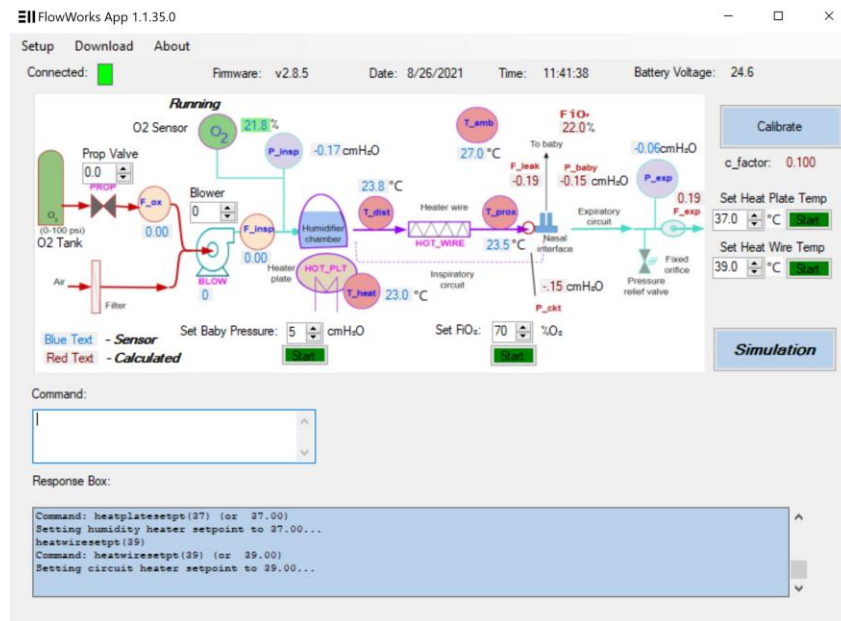 FlowWorks App 1.1.35.0
Setup Download About
Connected: Firmware: v2.8.5 Date: 8/26/2021 Time: 11:41:38 Battery Voltage: 24.6
Running
O2 Sensor O2 21.8 %
P_insp -0.17 cmH₂O
T_amb
27.0 °C
FiO₂
22.0%
To baby
F_leak
-0.19
P_baby
-0.15 cmH₂O
-0.06 cmH₂O
P_exp
Calibrate
c_factor: 0.100
Prop Valve
0.0
PROP
O₂
(0-100 psi)
O2 Tank
F_ox
0.00
Blower
0
BLOW
0
F_insp
0.00
Humidifier
chamber
23.8 °C
T_dist
Heater wire
HOT_WIRE
T_prox
23.5 °C
Nasal
interface
Expiratory
circuit
0.19
F_exp
Fixed
orifice
Pressure
relief valve
Set Heat Plate Temp
37.0 °C Start
Set Heat Wire Temp
39.0 °C Start
Air
Filter
Heater
plate
HOT_PLT
T_heat 23.0 °C
Inspiratory
circuit
-.15 cmH₂O
P_ckt
Blue Text - Sensor
Red Text - Calculated
Set Baby Pressure: 5 cmH₂O
Start
Set FiO₂: 70 %O₂
Start
Simulation
Command:
Response Box:
Command: heatplatesetpt(37) (or 37.00)
Setting humidity heater setpoint to 37.00...
heatwiresetpt(39)
Command: heatwiresetpt(39) (or 39.00)
Setting circuit heater setpoint to 39.00...